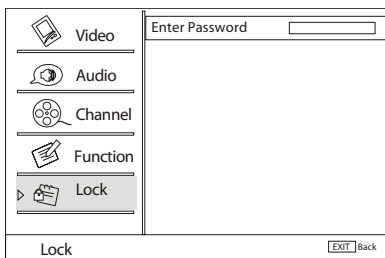 Video
Audio
Channel
Function
Lock
Enter Password
Lock
EXIT Back